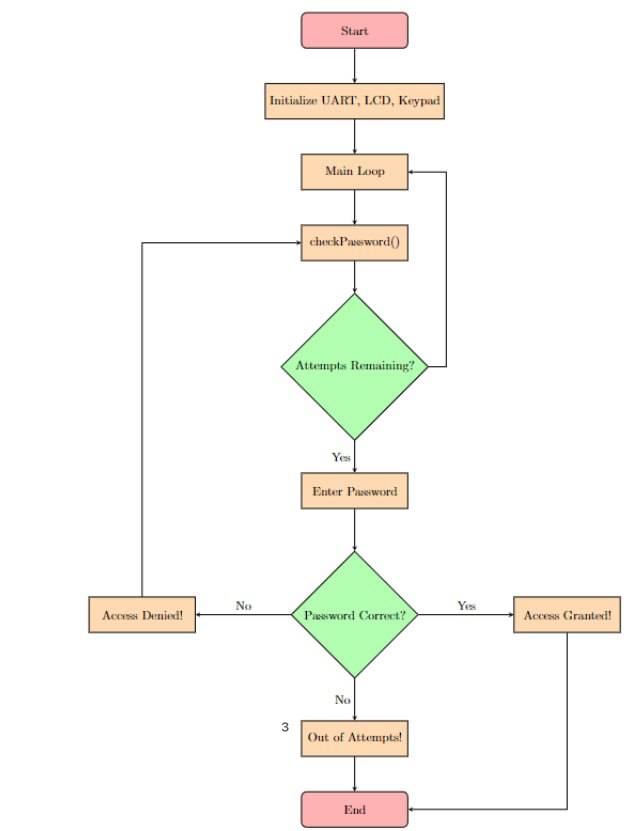 Start
Initialize UART, LCD, Keypad
Main Loop
checkPassword()
Attempts Remaining?
Yes
Enter Password
No
Yes
Access Denied!
Password Correct?
Access Granted!
No
3
Out of Attempts!
End